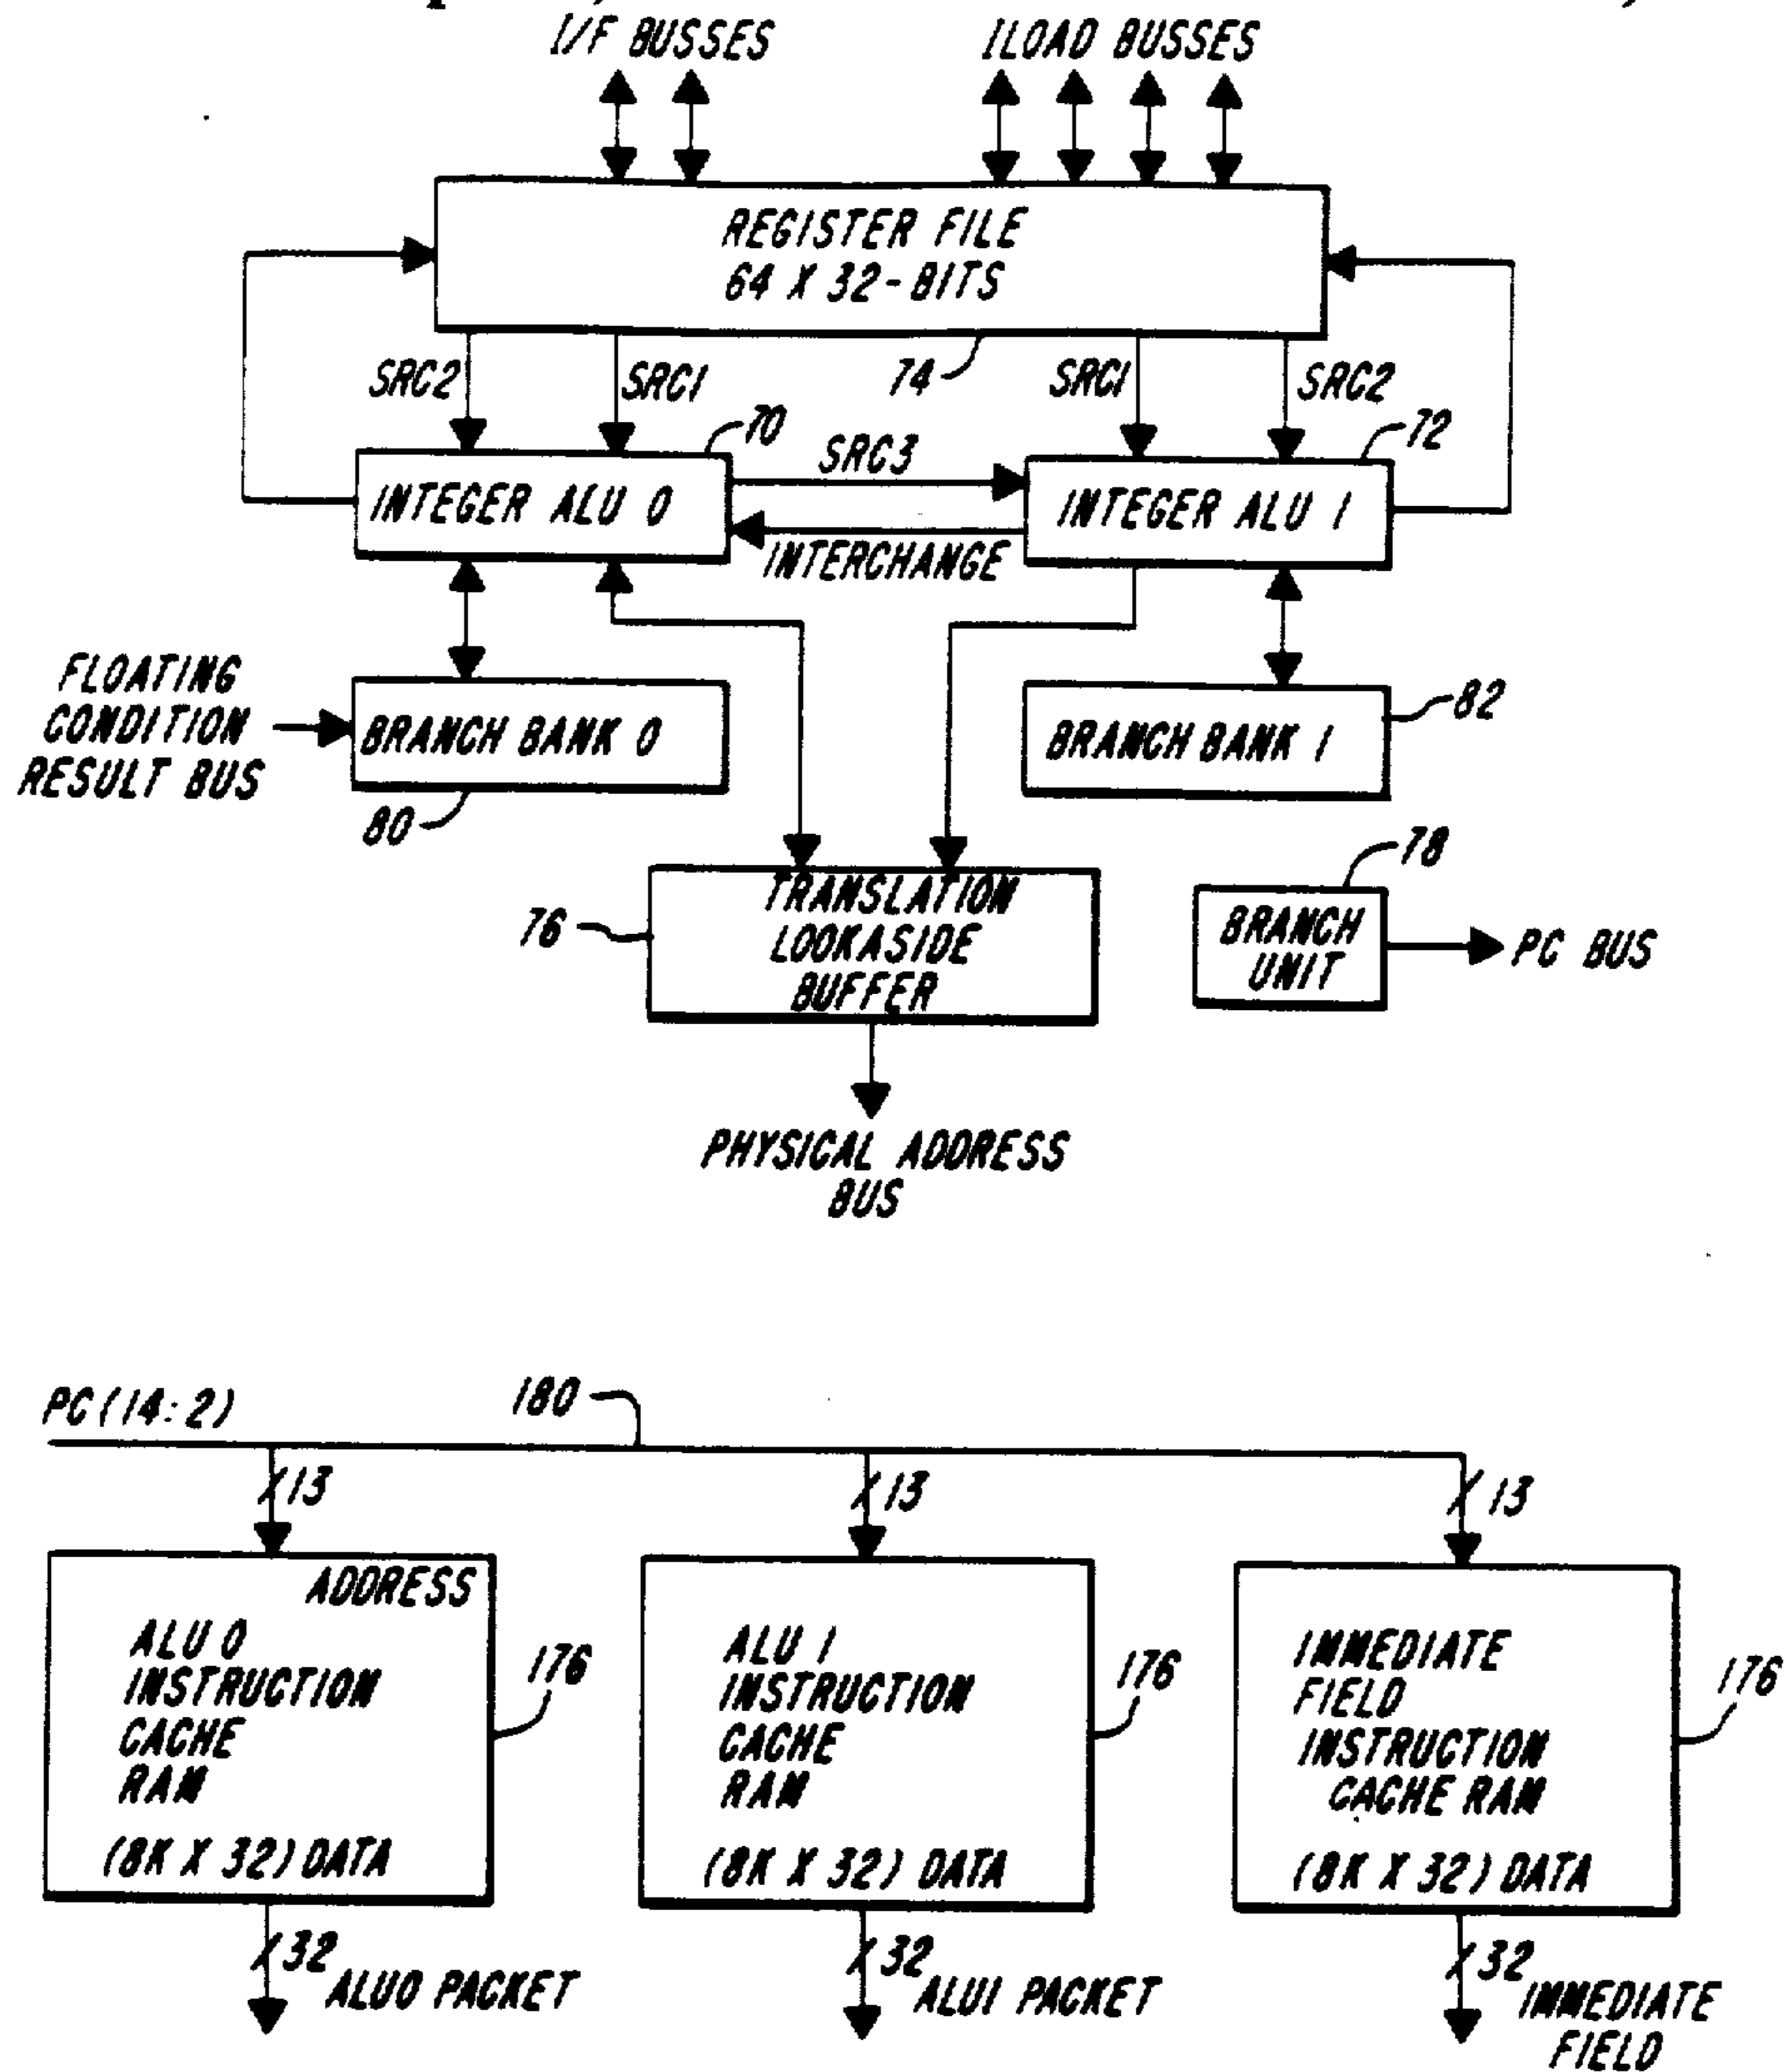 I/F BUSSES
ILOAD BUSSES
REGISTER FILE
64 X 32-BITS
SRC2
SRC1
74
SRC1
SRC2
70
SRC3
72
INTEGER ALU 0
INTEGER ALU 1
INTERCHANGE
FLOATING
CONDITION
RESULT BUS
BRANCH BANK 0
BRANCH BANK 1
82
80
78
76
TRANSLATION
LOOKASIDE
BUFFER
BRANCH
UNIT
PC BUS
PHYSICAL ADDRESS
BUS
PC(14:2)
180
13
13
13
ADDRESS
ALU 0
INSTRUCTION
CACHE
RAM
(8K X 32) DATA
176
ALU 1
INSTRUCTION
CACHE
RAM
(8K X 32) DATA
176
IMMEDIATE
FIELD
INSTRUCTION
CACHE RAM
(8K X 32) DATA
176
32
ALU0 PACKET
32
ALU1 PACKET
32
IMMEDIATE
FIELD